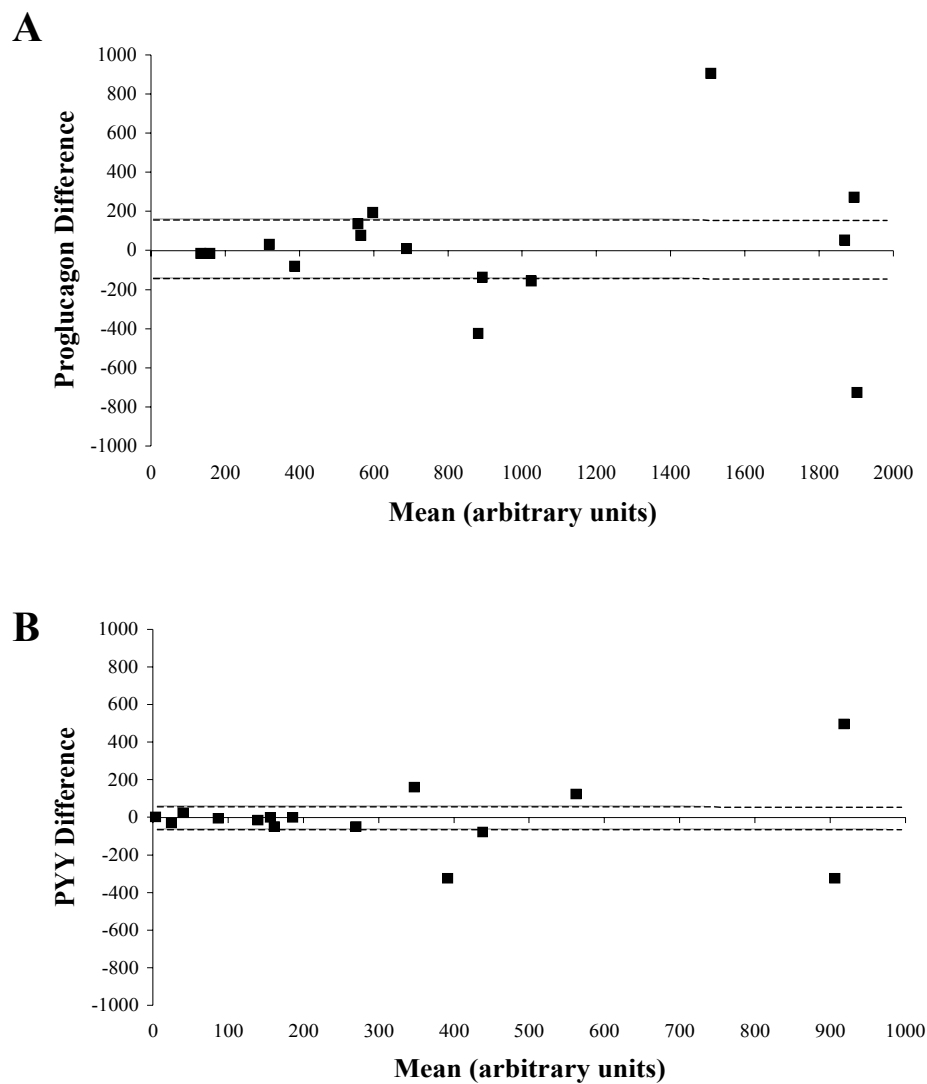 A
1000
800
600
400
200
0
-200
-400
-600
-800
-1000
Proglucagon Difference
0 200 400 600 800 1000 1200 1400 1600 1800 2000
Mean (arbitrary units)
B
1000
800
600
400
200
0
-200
-400
-600
-800
-1000
PYY Difference
0 100 200 300 400 500 600 700 800 900 1000
Mean (arbitrary units)